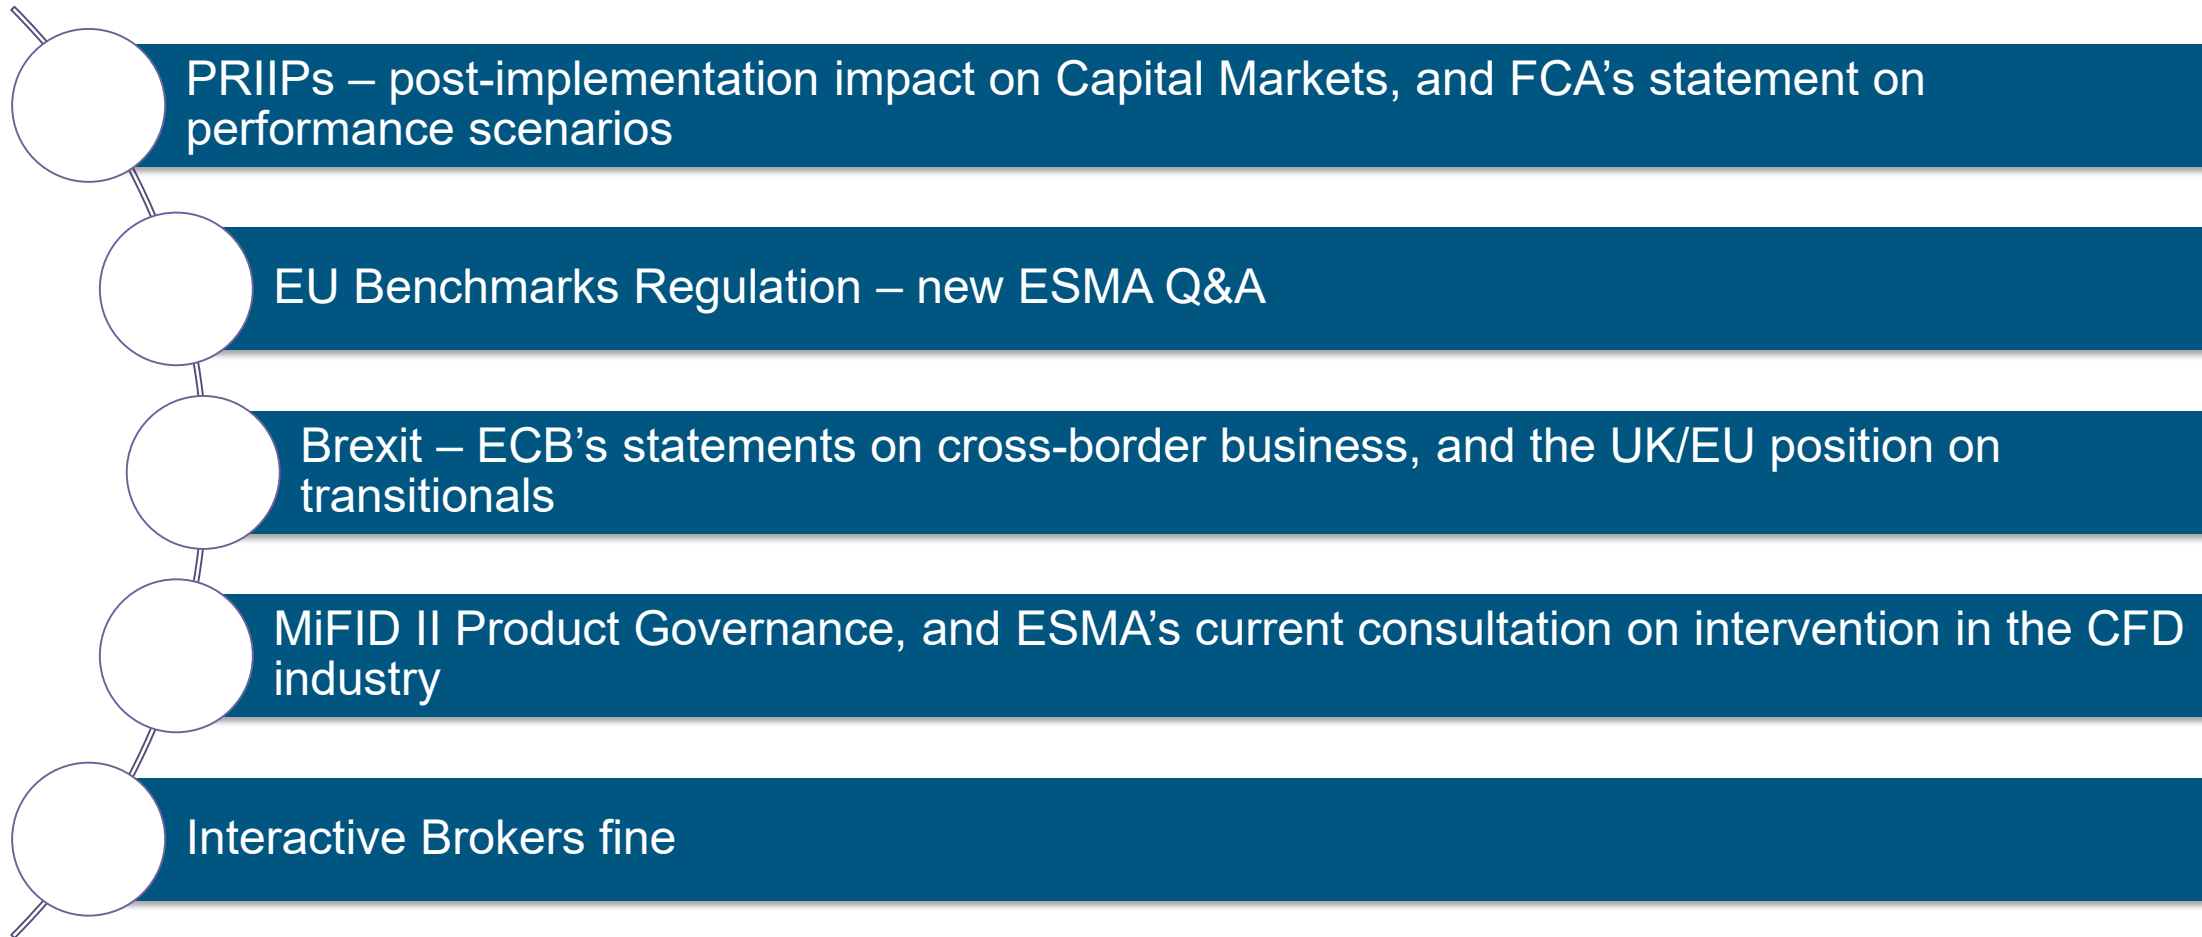 PRIIPs – post-implementation impact on Capital Markets, and FCA’s statement on
performance scenarios
EU Benchmarks Regulation – new ESMA Q&A
Brexit – ECB’s statements on cross-border business, and the UK/EU position on
transitionals
MiFID II Product Governance, and ESMA’s current consultation on intervention in the CFD
industry
Interactive Brokers fine